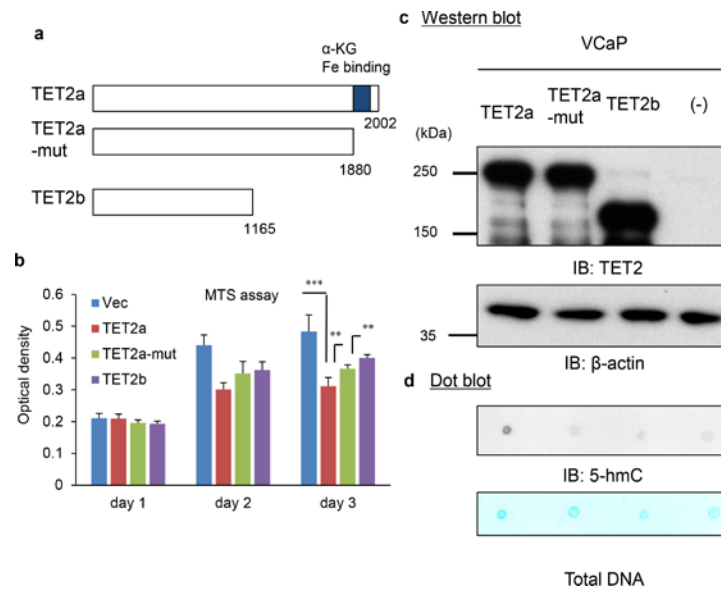 a
α-KG
Fe binding
TET2a
2002
TET2a
-mut
1880
TET2b
1165
b
MTS assay
Vec
TET2a
TET2a-mut
TET2b
***
**
**
Optical density
0.6
0.5
0.4
0.3
0.2
0.1
0
day 1
day 2
day 3
c Western blot
VCaP
TET2a
TET2a
-mut
TET2b
(-)
(kDa)
250
150
IB: TET2
35
IB: β-actin
d Dot blot
IB: 5-hmC
Total DNA